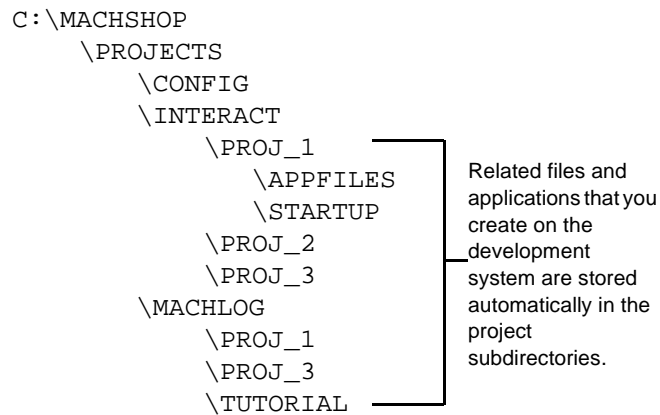 C:\MACHSHOP
\PROJECTS
\CONFIG
\INTERACT
\PROJ_1
\APPFILES
\STARTUP
\PROJ_2
\PROJ_3
\MACHLOG
\PROJ_1
\PROJ_3
\TUTORIAL
Related files and
applications that you
create on the
development
system are stored
automatically in the
project
subdirectories.